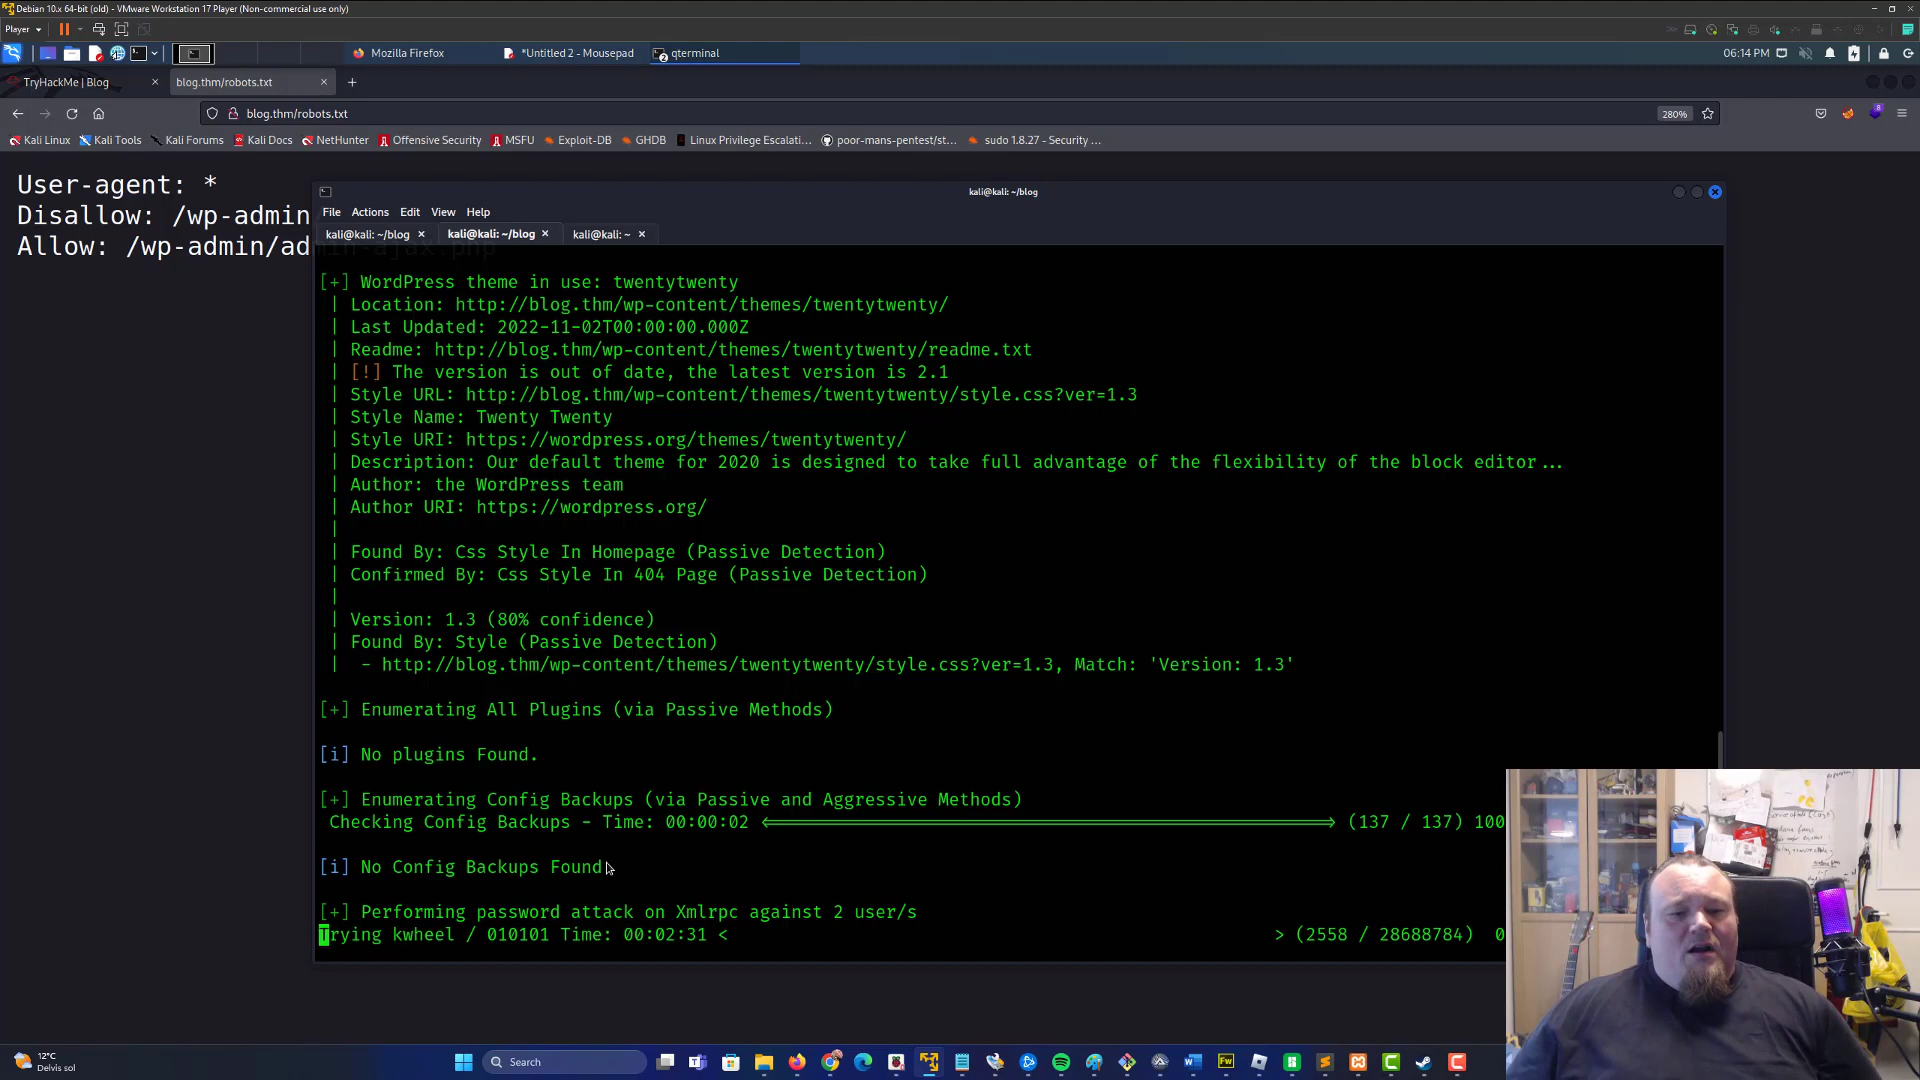 Debian 10.x 64-bit (old) - VMware Workstation 17 Player (Non-commercial use only)
Player
Mozilla Firefox
*Untitled 2 - Mousepad
2
qterminal
06:14 PM
TryHackMe | Blog
blog.thm/robots.txt
blog.thm/robots.txt
280%
8
Kali Linux
Kali Tools
Kali Forums
Kali Docs
NetHunter
Offensive Security
MSFU
Exploit-DB
GHDB
Linux Privilege Escalati...
poor-mans-pentest/st...
sudo 1.8.27 - Security ...
User-agent: *
Disallow: /wp-admin
Allow: /wp-admin/admin-ajax.php
kali@kali: ~/blog
File
Actions
Edit
View
Help
kali@kali: ~/blog
kali@kali: ~/blog
kali@kali: ~
[+] WordPress theme in use: twentytwenty
| Location: http://blog.thm/wp-content/themes/twentytwenty/
| Last Updated: 2022-11-02T00:00:00.000Z
| Readme: http://blog.thm/wp-content/themes/twentytwenty/readme.txt
| [!] The version is out of date, the latest version is 2.1
| Style URL: http://blog.thm/wp-content/themes/twentytwenty/style.css?ver=1.3
| Style Name: Twenty Twenty
| Style URI: https://wordpress.org/themes/twentytwenty/
| Description: Our default theme for 2020 is designed to take full advantage of the flexibility of the block editor...
| Author: the WordPress team
| Author URI: https://wordpress.org/
|
| Found By: Css Style In Homepage (Passive Detection)
| Confirmed By: Css Style In 404 Page (Passive Detection)
|
| Version: 1.3 (80% confidence)
| Found By: Style (Passive Detection)
|  - http://blog.thm/wp-content/themes/twentytwenty/style.css?ver=1.3, Match: 'Version: 1.3'
[+] Enumerating All Plugins (via Passive Methods)
[i] No plugins Found.
[+] Enumerating Config Backups (via Passive and Aggressive Methods)
Checking Config Backups - Time: 00:00:02 <=====================> (137 / 137) 100
[i] No Config Backups Found.
[+] Performing password attack on Xmlrpc against 2 user/s
Trying kwheel / 010101 Time: 00:02:31 < > (2558 / 28688784) 0
12°C
Delvis sol
Search